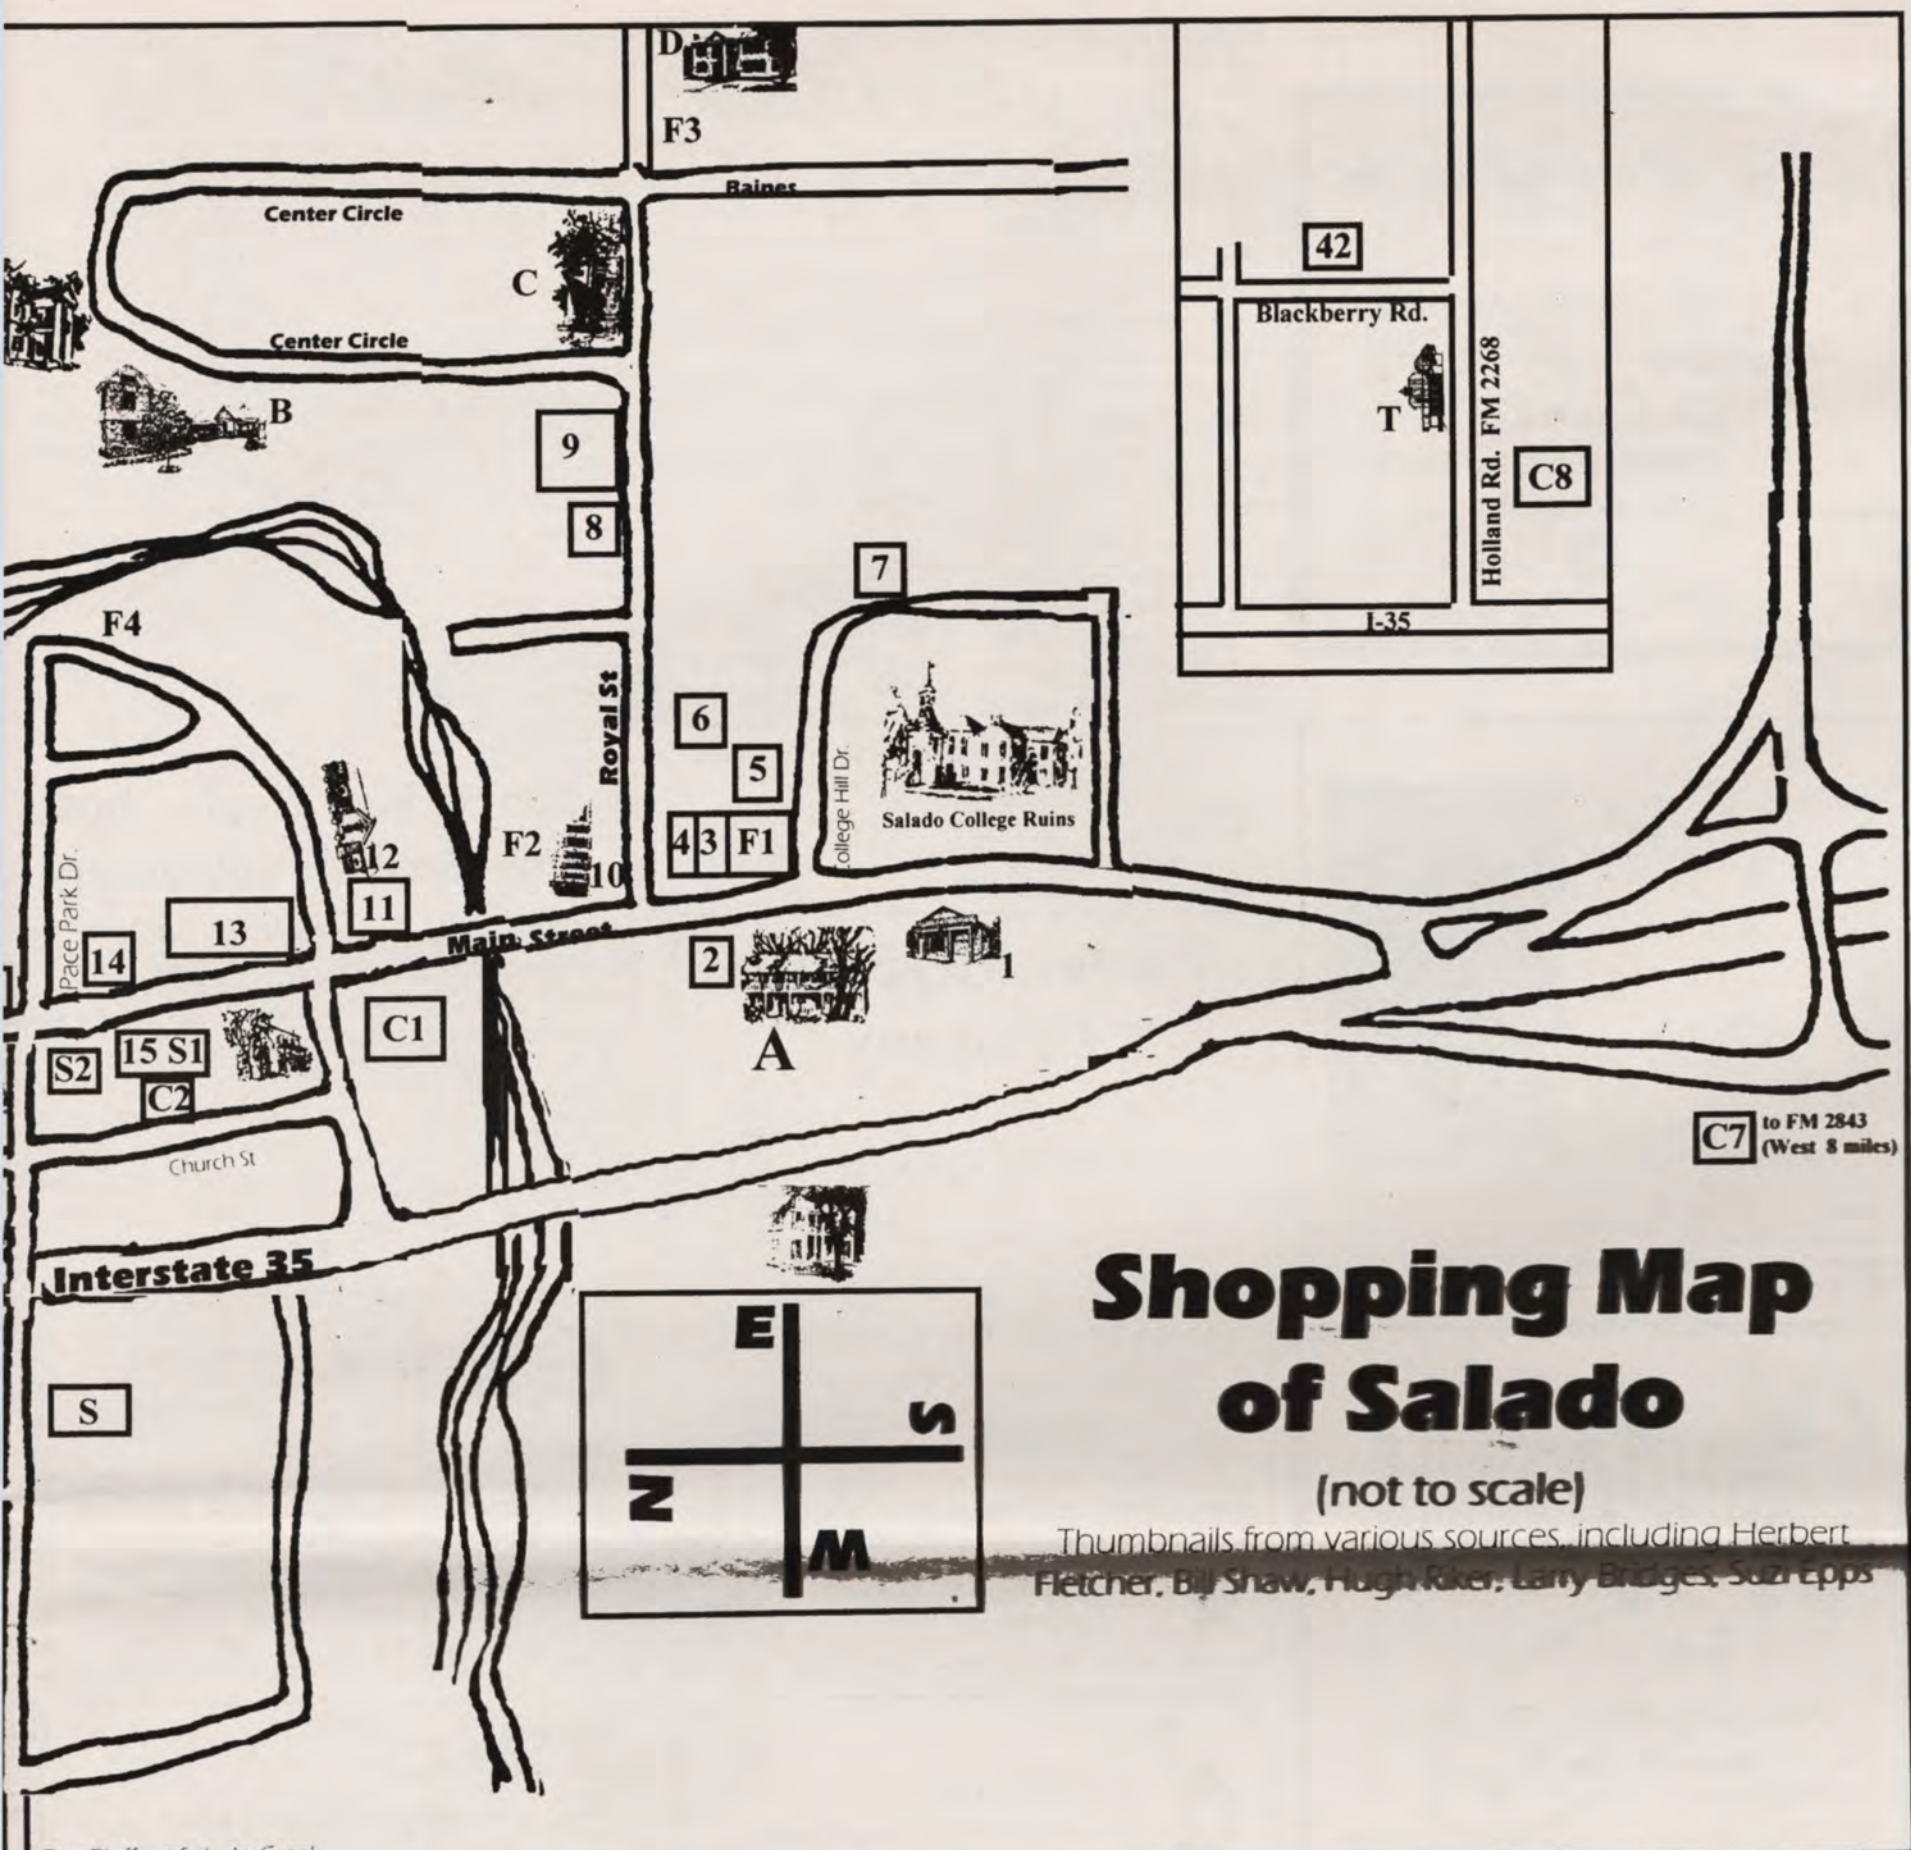 D
F3
Baines
Center Circle
42
C
Blackberry Rd.
Center Circle
B
T
Holland Rd. FM 2268
9
C8
8
7
F4
I-35
Royal St
6
5
College Hill Dr.
Salado College Ruins
4 3 F1
F2
12
10
11
Pace Park Dr.
13
Main Street
14
2
1
C1
A
S2
15 S1
C2
C7
to FM 2843
(West 8 miles)
Church St
Interstate 35
Shopping Map
of Salado
(not to scale)
Thumbnails from various sources, including Herbert
Fletcher, Bill Shaw, Hugh Riker, Larry Bridges, Suzi Epps
S
E
S
N
W